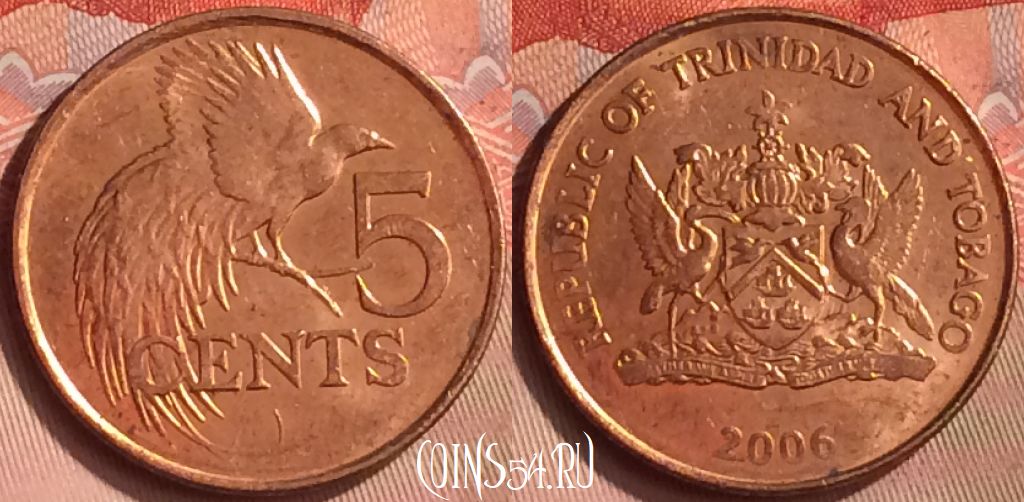 5
CENTS
REPUBLIC OF TRINIDAD AND TOBAGO
2006
COINS54.RU